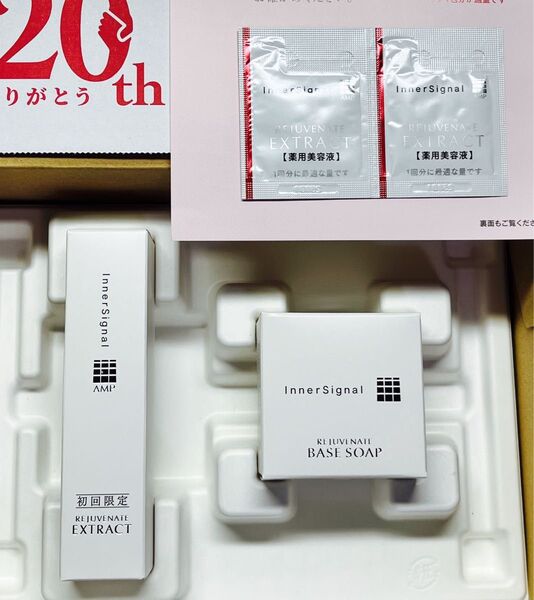 20th
りがとう
InnerSignal
AMP
REJUVENATE
EXTRACT
【薬用美容液】
1回分に最適な量です
InnerSignal
AMP
REJUVENATE
EXTRACT
【薬用美容液】
1回分に最適な量です
裏面もご覧くださ
InnerSignal
AMP
初回限定
REJUVENATE
EXTRACT
InnerSignal
REJUVENATE
BASE SOAP